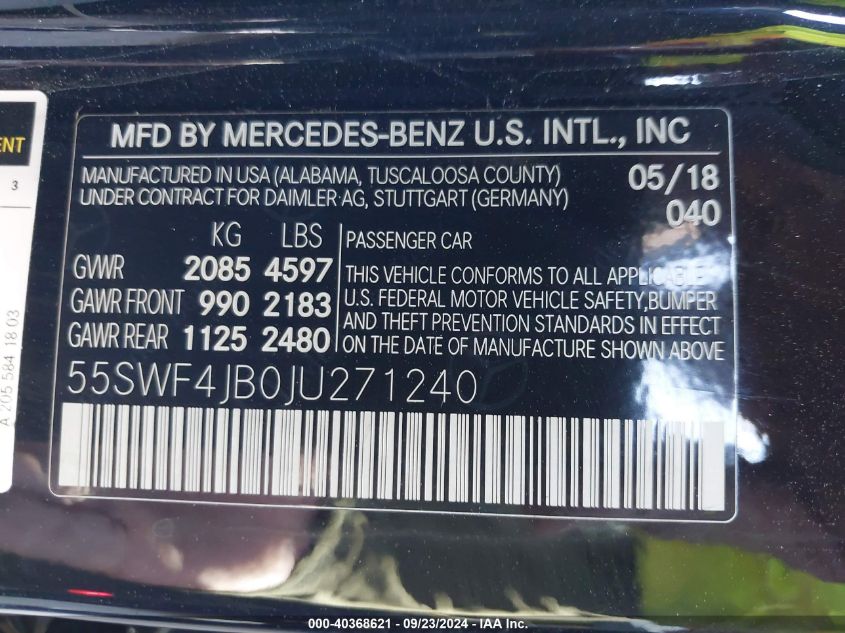 MFD BY MERCEDES-BENZ U.S. INTL., INC
MANUFACTURED IN USA (ALABAMA, TUSCALOOSA COUNTY) 05/18
UNDER CONTRACT FOR DAIMLER AG, STUTTGART (GERMANY) 040
KG LBS
GVWR 2085 4597
GAWR FRONT 990 2183
GAWR REAR 1125 2480
PASSENGER CAR
THIS VEHICLE CONFORMS TO ALL APPLICABLE
U.S. FEDERAL MOTOR VEHICLE SAFETY,BUMPER
AND THEFT PREVENTION STANDARDS IN EFFECT
ON THE DATE OF MANUFACTURE SHOWN ABOVE.
55SWF4JB0JU271240
ENT
3
A 205 584 18 03
000-40368621 - 09/23/2024 - IAA Inc.